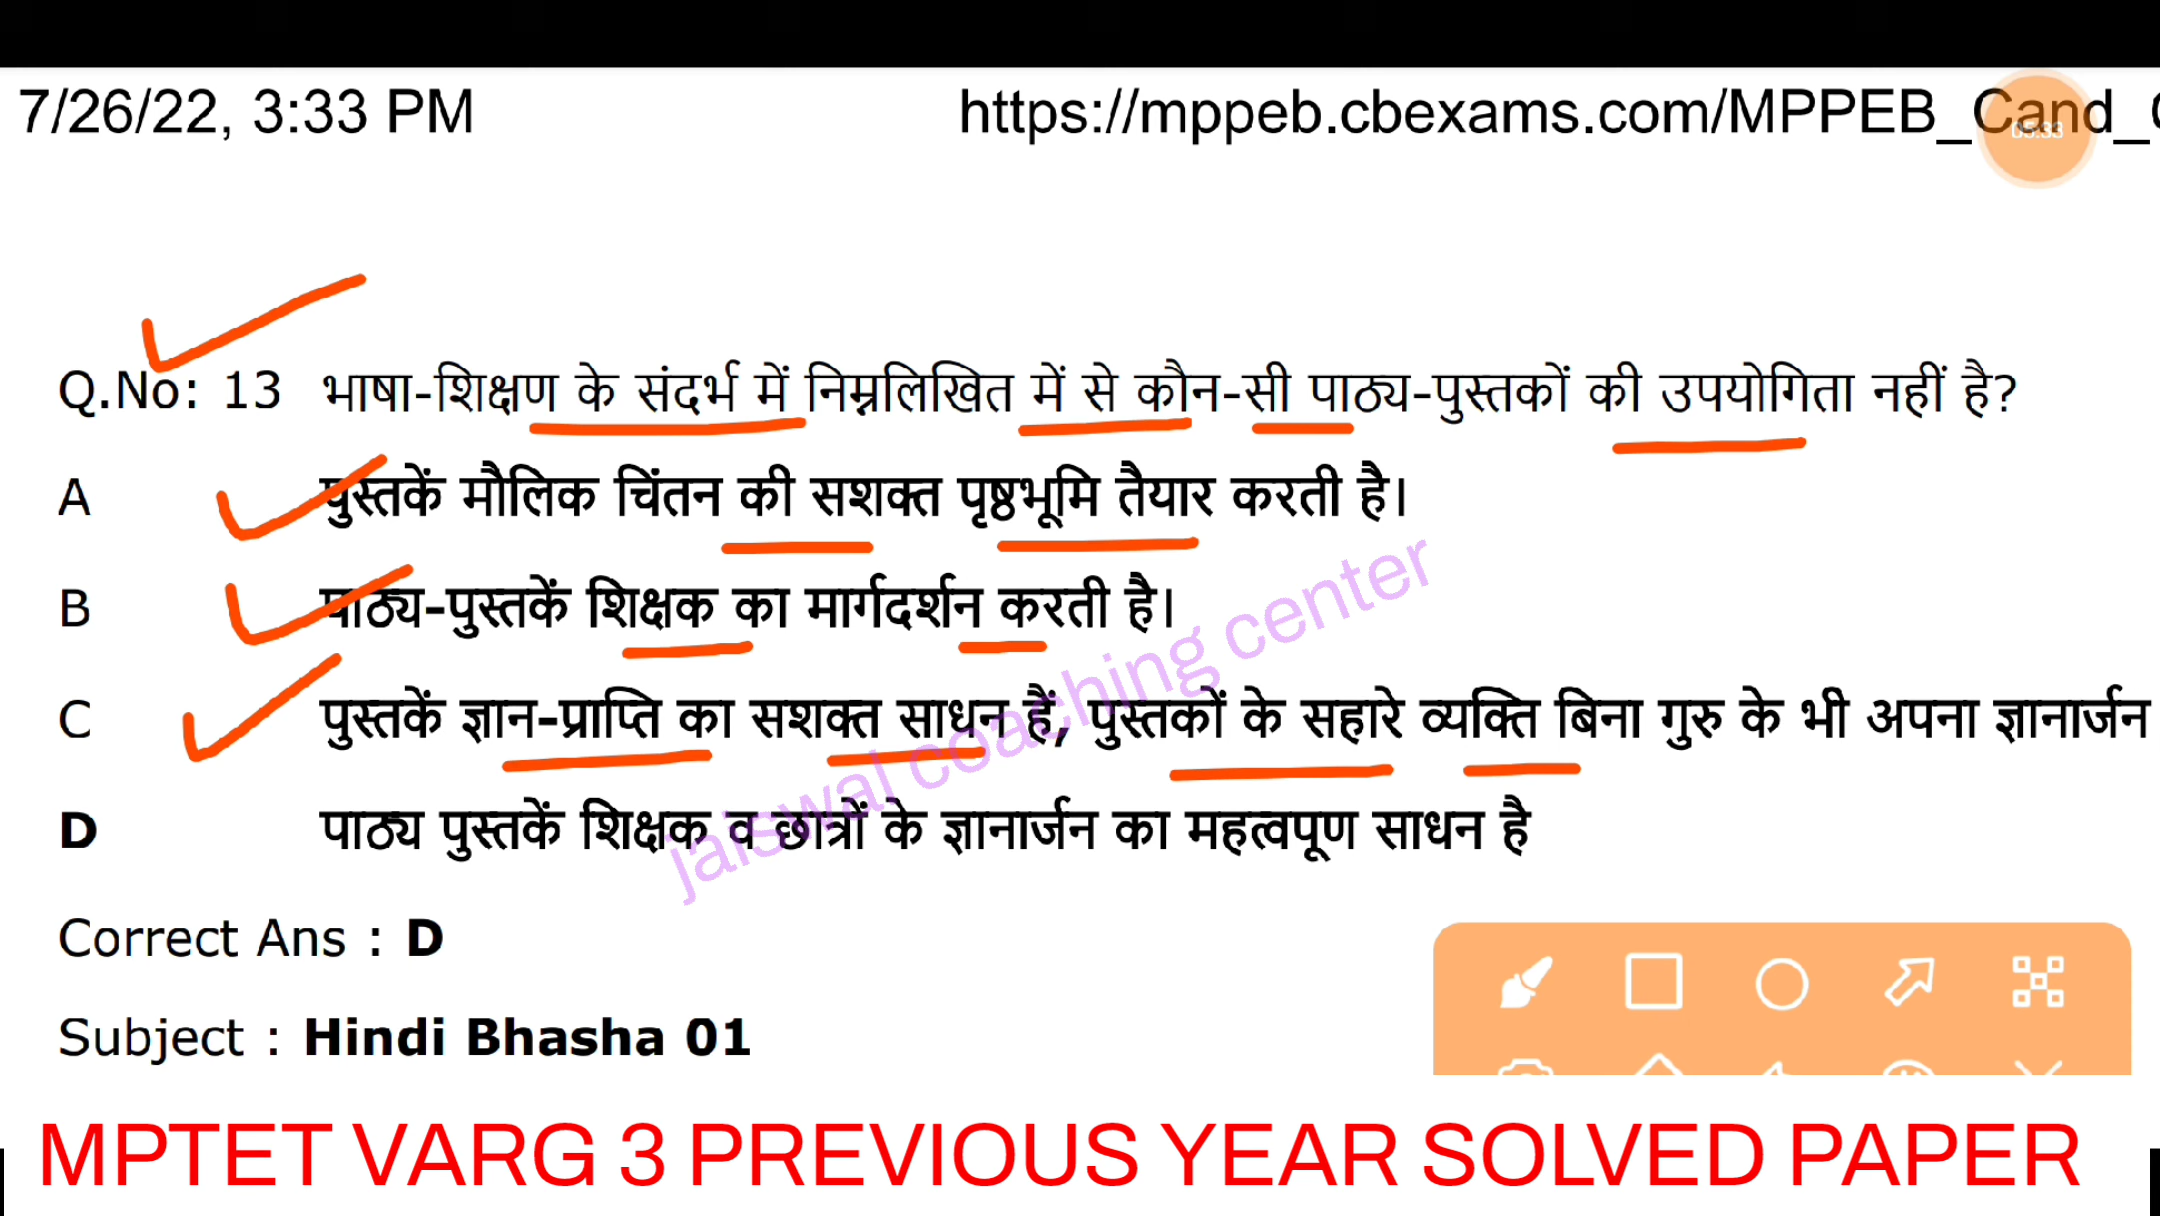 7/26/22, 3:33 PM https://mppeb.cbexams.com/MPPEB_Cand_
05:33
Q.No: 13 भाषा-शिक्षण के संदर्भ में निम्नलिखित में से कौन-सी पाठ्य-पुस्तकों की उपयोगिता नहीं है?
A पुस्तकें मौलिक चिंतन की सशक्त पृष्ठभूमि तैयार करती है।
B पाठ्य-पुस्तकें शिक्षक का मार्गदर्शन करती है।
C पुस्तकें ज्ञान-प्राप्ति का सशक्त साधन हैं, पुस्तकों के सहारे व्यक्ति बिना गुरु के भी अपना ज्ञानार्जन
D पाठ्य पुस्तकें शिक्षक व छात्रों के ज्ञानार्जन का महत्वपूण साधन है
jaiswal coaching center
Correct Ans : D
Subject : Hindi Bhasha 01
MPTET VARG 3 PREVIOUS YEAR SOLVED PAPER